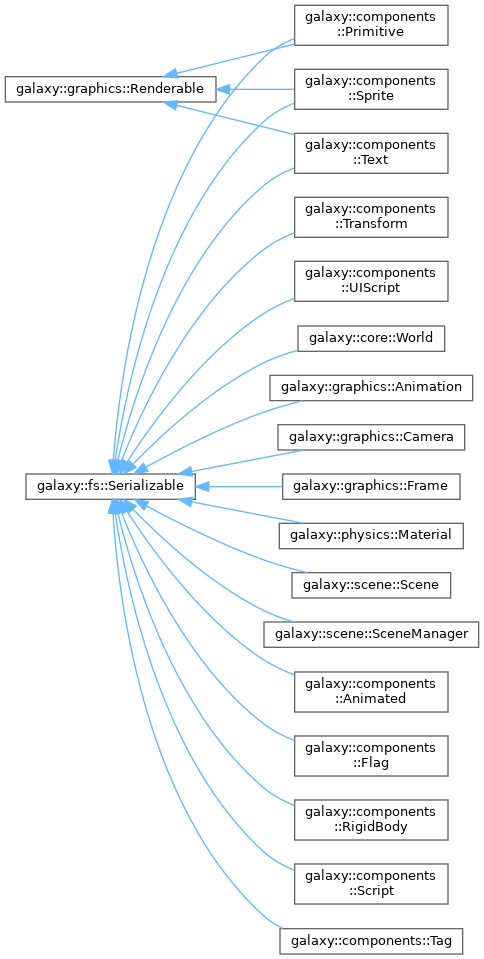 galaxy::components
::Primitive
galaxy::graphics::Renderable
galaxy::components
::Sprite
galaxy::components
::Text
galaxy::components
::Transform
galaxy::components
::UIScript
galaxy::core::World
galaxy::graphics::Animation
galaxy::graphics::Camera
galaxy::fs::Serializable
galaxy::graphics::Frame
galaxy::physics::Material
galaxy::scene::Scene
galaxy::scene::SceneManager
galaxy::components
::Animated
galaxy::components
::Flag
galaxy::components
::RigidBody
galaxy::components
::Script
galaxy::components::Tag